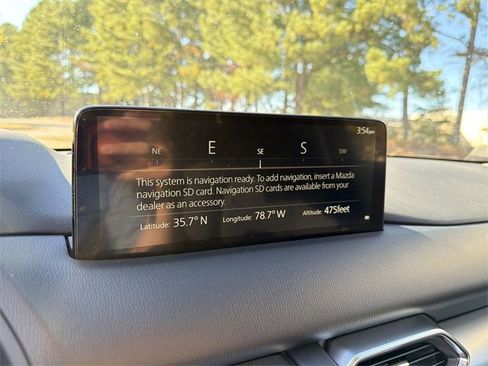 3:54pm
NE E SE S SW
This system is navigation ready. To add navigation, insert a Mazda
navigation SD card. Navigation SD cards are available from your
dealer as an accessory.
Latitude: 35.7° N Longitude: 78.7° W Altitude: 475feet